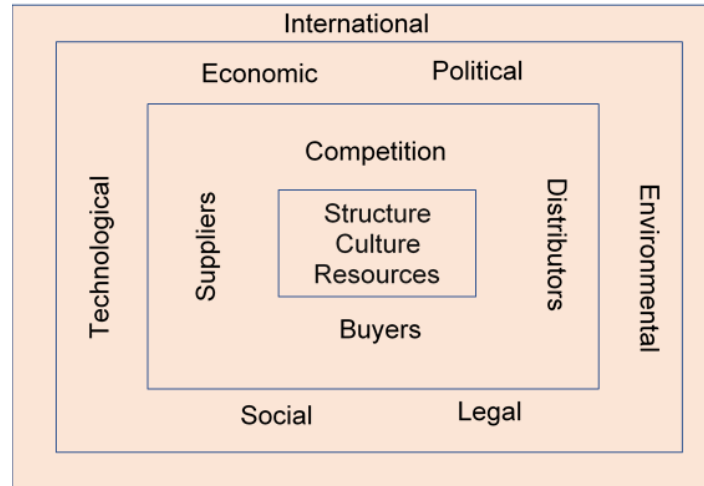 International
Economic
Political
Competition
Technological
Suppliers
Structure
Culture
Resources
Distributors
Environmental
Buyers
Social
Legal